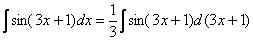 ∫sin(3x+1)dx = 1/3 ∫sin(3x+1)d(3x+1)